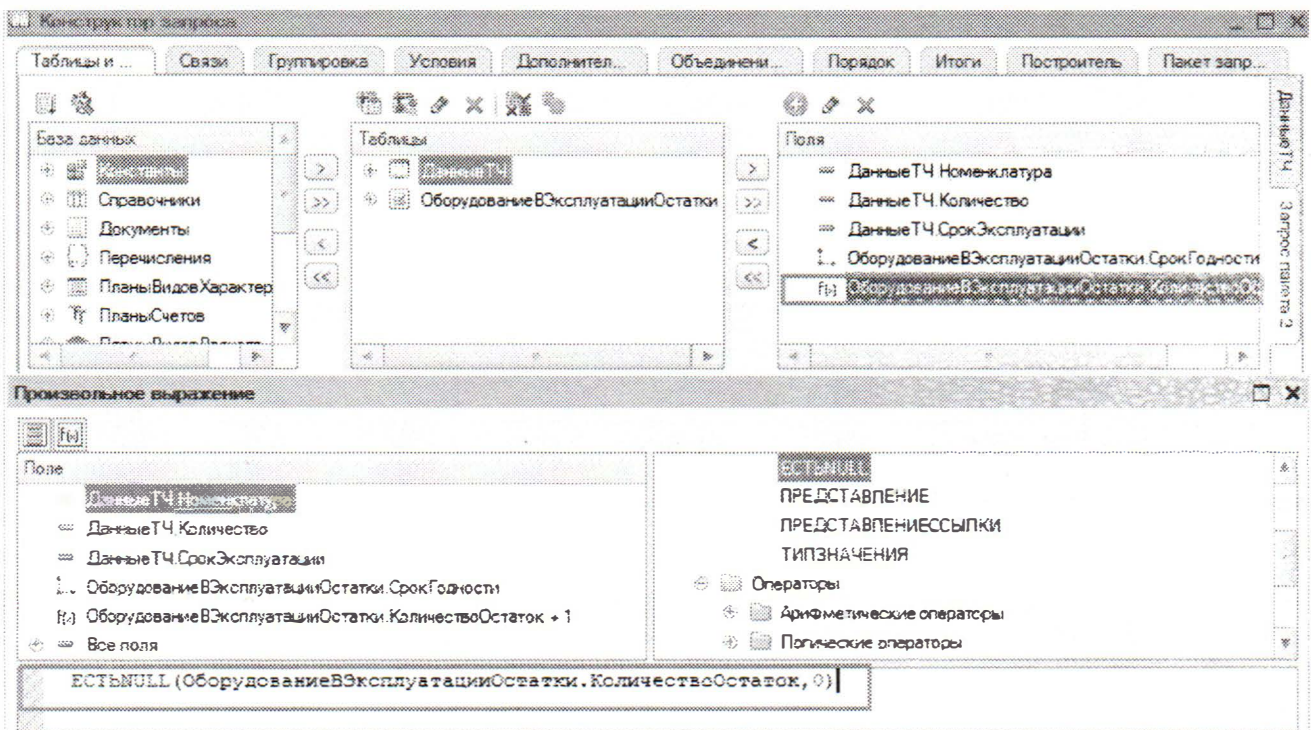 Конструктор запроса
Таблицы и ...
Связи
Группировка
Условия
Дополнител...
Объединени...
Порядок
Итоги
Построитель
Пакет запр...
База данных
Константы
Справочники
Документы
Перечисления
ПланыВидовХарактер
ПланыСчетов
Таблицы
ДанныеТЧ
ОборудованиеВЭксплуатацииОстатки
Поля
ДанныеТЧ.Номенклатура
ДанныеТЧ.Количество
ДанныеТЧ.СрокЭксплуатации
ОборудованиеВЭксплуатацииОстатки.СрокГодности
ОборудованиеВЭксплуатацииОстатки.КоличествоОс
ДанныеТЧ
Запрос пакета 2
Произвольное выражение
Поле
ДанныеТЧ.Номенклатура
ДанныеТЧ.Количество
ДанныеТЧ.СрокЭксплуатации
ОборудованиеВЭксплуатацииОстатки.СрокГодности
ОборудованиеВЭксплуатацииОстатки.КоличествоОстаток + 1
Все поля
ЕСТЬNULL
ПРЕДСТАВЛЕНИЕ
ПРЕДСТАВЛЕНИЕССЫЛКИ
ТИПЗНАЧЕНИЯ
Операторы
Арифметические операторы
Логические операторы
ЕСТЬNULL(ОборудованиеВЭксплуатацииОстатки.КоличествоОстаток,0)